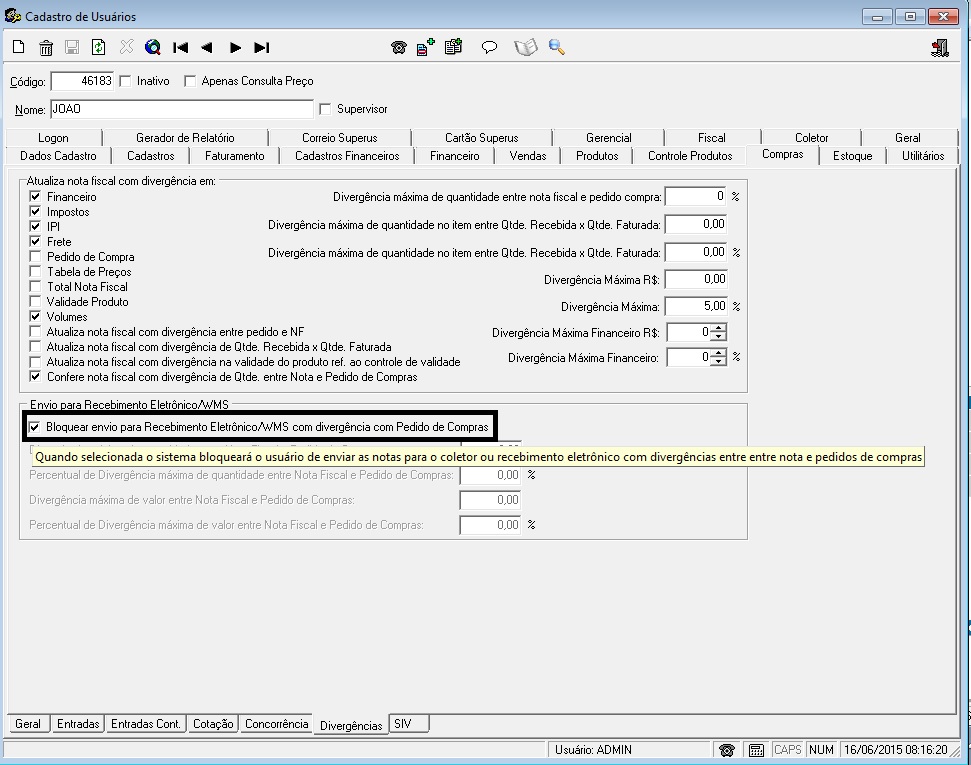 Cadastro de Usuários
Código: 46183 Inativo Apenas Consulta Preço
Nome: JOAO Supervisor
Logon Gerador de Relatório Correio Superus Cartão Superus Gerencial Fiscal Coletor Geral
Dados Cadastro Cadastros Faturamento Cadastros Financeiros Financeiro Vendas Produtos Controle Produtos Compras Estoque Utilitários
Atualiza nota fiscal com divergência em:
Financeiro
Impostos
IPI
Frete
Pedido de Compra
Tabela de Preços
Total Nota Fiscal
Validade Produto
Volumes
Atualiza nota fiscal com divergência entre pedido e NF
Atualiza nota fiscal com divergência de Qtde. Recebida x Qtde. Faturada
Atualiza nota fiscal com divergência na validade do produto ref. ao controle de validade
Confere nota fiscal com divergência de Qtde. entre Nota e Pedido de Compras
Divergência máxima de quantidade entre nota fiscal e pedido compra: 0 %
Divergência máxima de quantidade no item entre Qtde. Recebida x Qtde. Faturada: 0,00
Divergência máxima de quantidade no item entre Qtde. Recebida x Qtde. Faturada: 0,00 %
Divergência Máxima R$: 0,00
Divergência Máxima: 5,00 %
Divergência Máxima Financeiro R$: 0
Divergência Máxima Financeiro: 0 %
Envio para Recebimento Eletrônico/WMS
Bloquear envio para Recebimento Eletrônico/WMS com divergência com Pedido de Compras
Quando selecionada o sistema bloqueará o usuário de enviar as notas para o coletor ou recebimento eletrônico com divergências entre entre nota e pedidos de compras
Percentual de Divergência máxima de quantidade entre Nota Fiscal e Pedido de Compras: 0,00 %
Divergência máxima de valor entre Nota Fiscal e Pedido de Compras: 0,00
Percentual de Divergência máxima de valor entre Nota Fiscal e Pedido de Compras: 0,00 %
Geral Entradas Entradas Cont. Cotação Concorrência Divergências SIV
Usuário: ADMIN CAPS NUM 16/06/2015 08:16:20